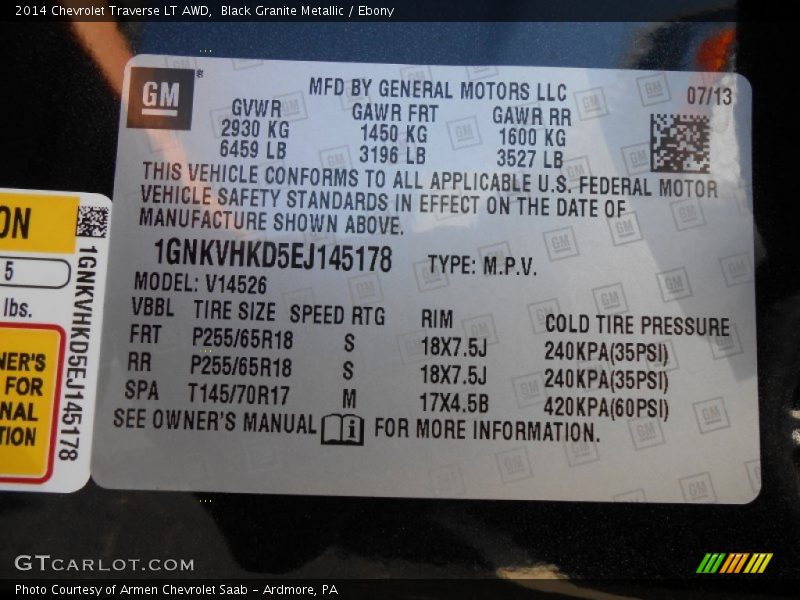 2014 Chevrolet Traverse LT AWD,  Black Granite Metallic / Ebony
GM
MFD BY GENERAL MOTORS LLC
07/13
GVWR GAWR FRT GAWR RR
2930 KG 1450 KG 1600 KG
6459 LB 3196 LB 3527 LB
THIS VEHICLE CONFORMS TO ALL APPLICABLE U.S. FEDERAL MOTOR
VEHICLE SAFETY STANDARDS IN EFFECT ON THE DATE OF
MANUFACTURE SHOWN ABOVE.
1GNKVHKD5EJ145178 TYPE: M.P.V.
MODEL: V14526
VBBL TIRE SIZE SPEED RTG RIM COLD TIRE PRESSURE
FRT P255/65R18 S 18X7.5J 240KPA(35PSI)
RR P255/65R18 S 18X7.5J 240KPA(35PSI)
SPA T145/70R17 M 17X4.5B 420KPA(60PSI)
SEE OWNER'S MANUAL i FOR MORE INFORMATION.
ON
5
lbs.
NER'S
FOR
NAL
TION
1GNKVHKD5EJ145178
GTCARLOT.COM
Photo Courtesy of Armen Chevrolet Saab - Ardmore, PA